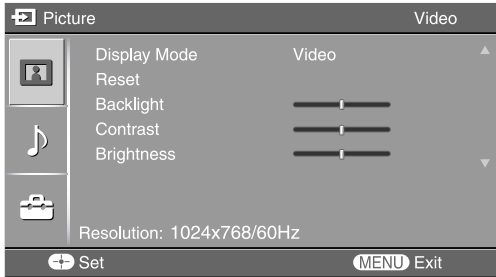 Picture Video
Display Mode Video
Reset
Backlight
Contrast
Brightness
Resolution: 1024x768/60Hz
Set MENU Exit